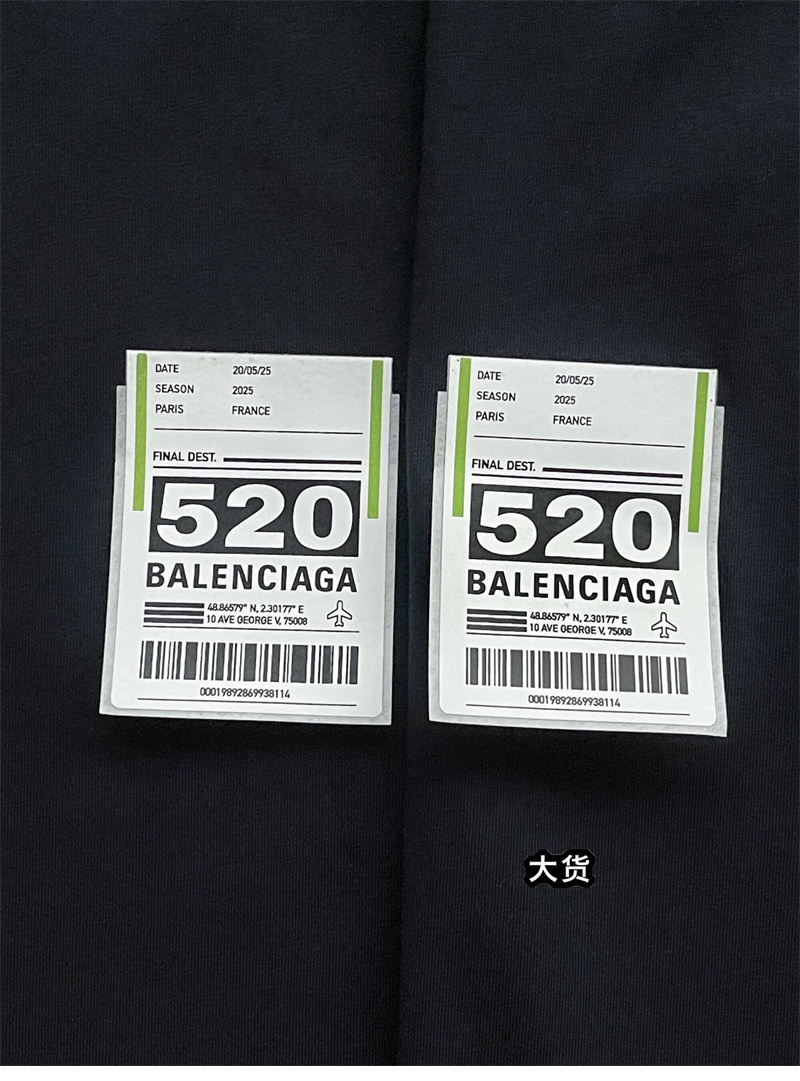 DATE 20/05/25
SEASON 2025
PARIS FRANCE
FINAL DEST.
520
BALENCIAGA
48.86579° N, 2.30177° E
10 AVE GEORGE V, 75008
00019892869938114
DATE 20/05/25
SEASON 2025
PARIS FRANCE
FINAL DEST.
520
BALENCIAGA
48.86579° N, 2.30177° E
10 AVE GEORGE V, 75008
00019892869938114
大货